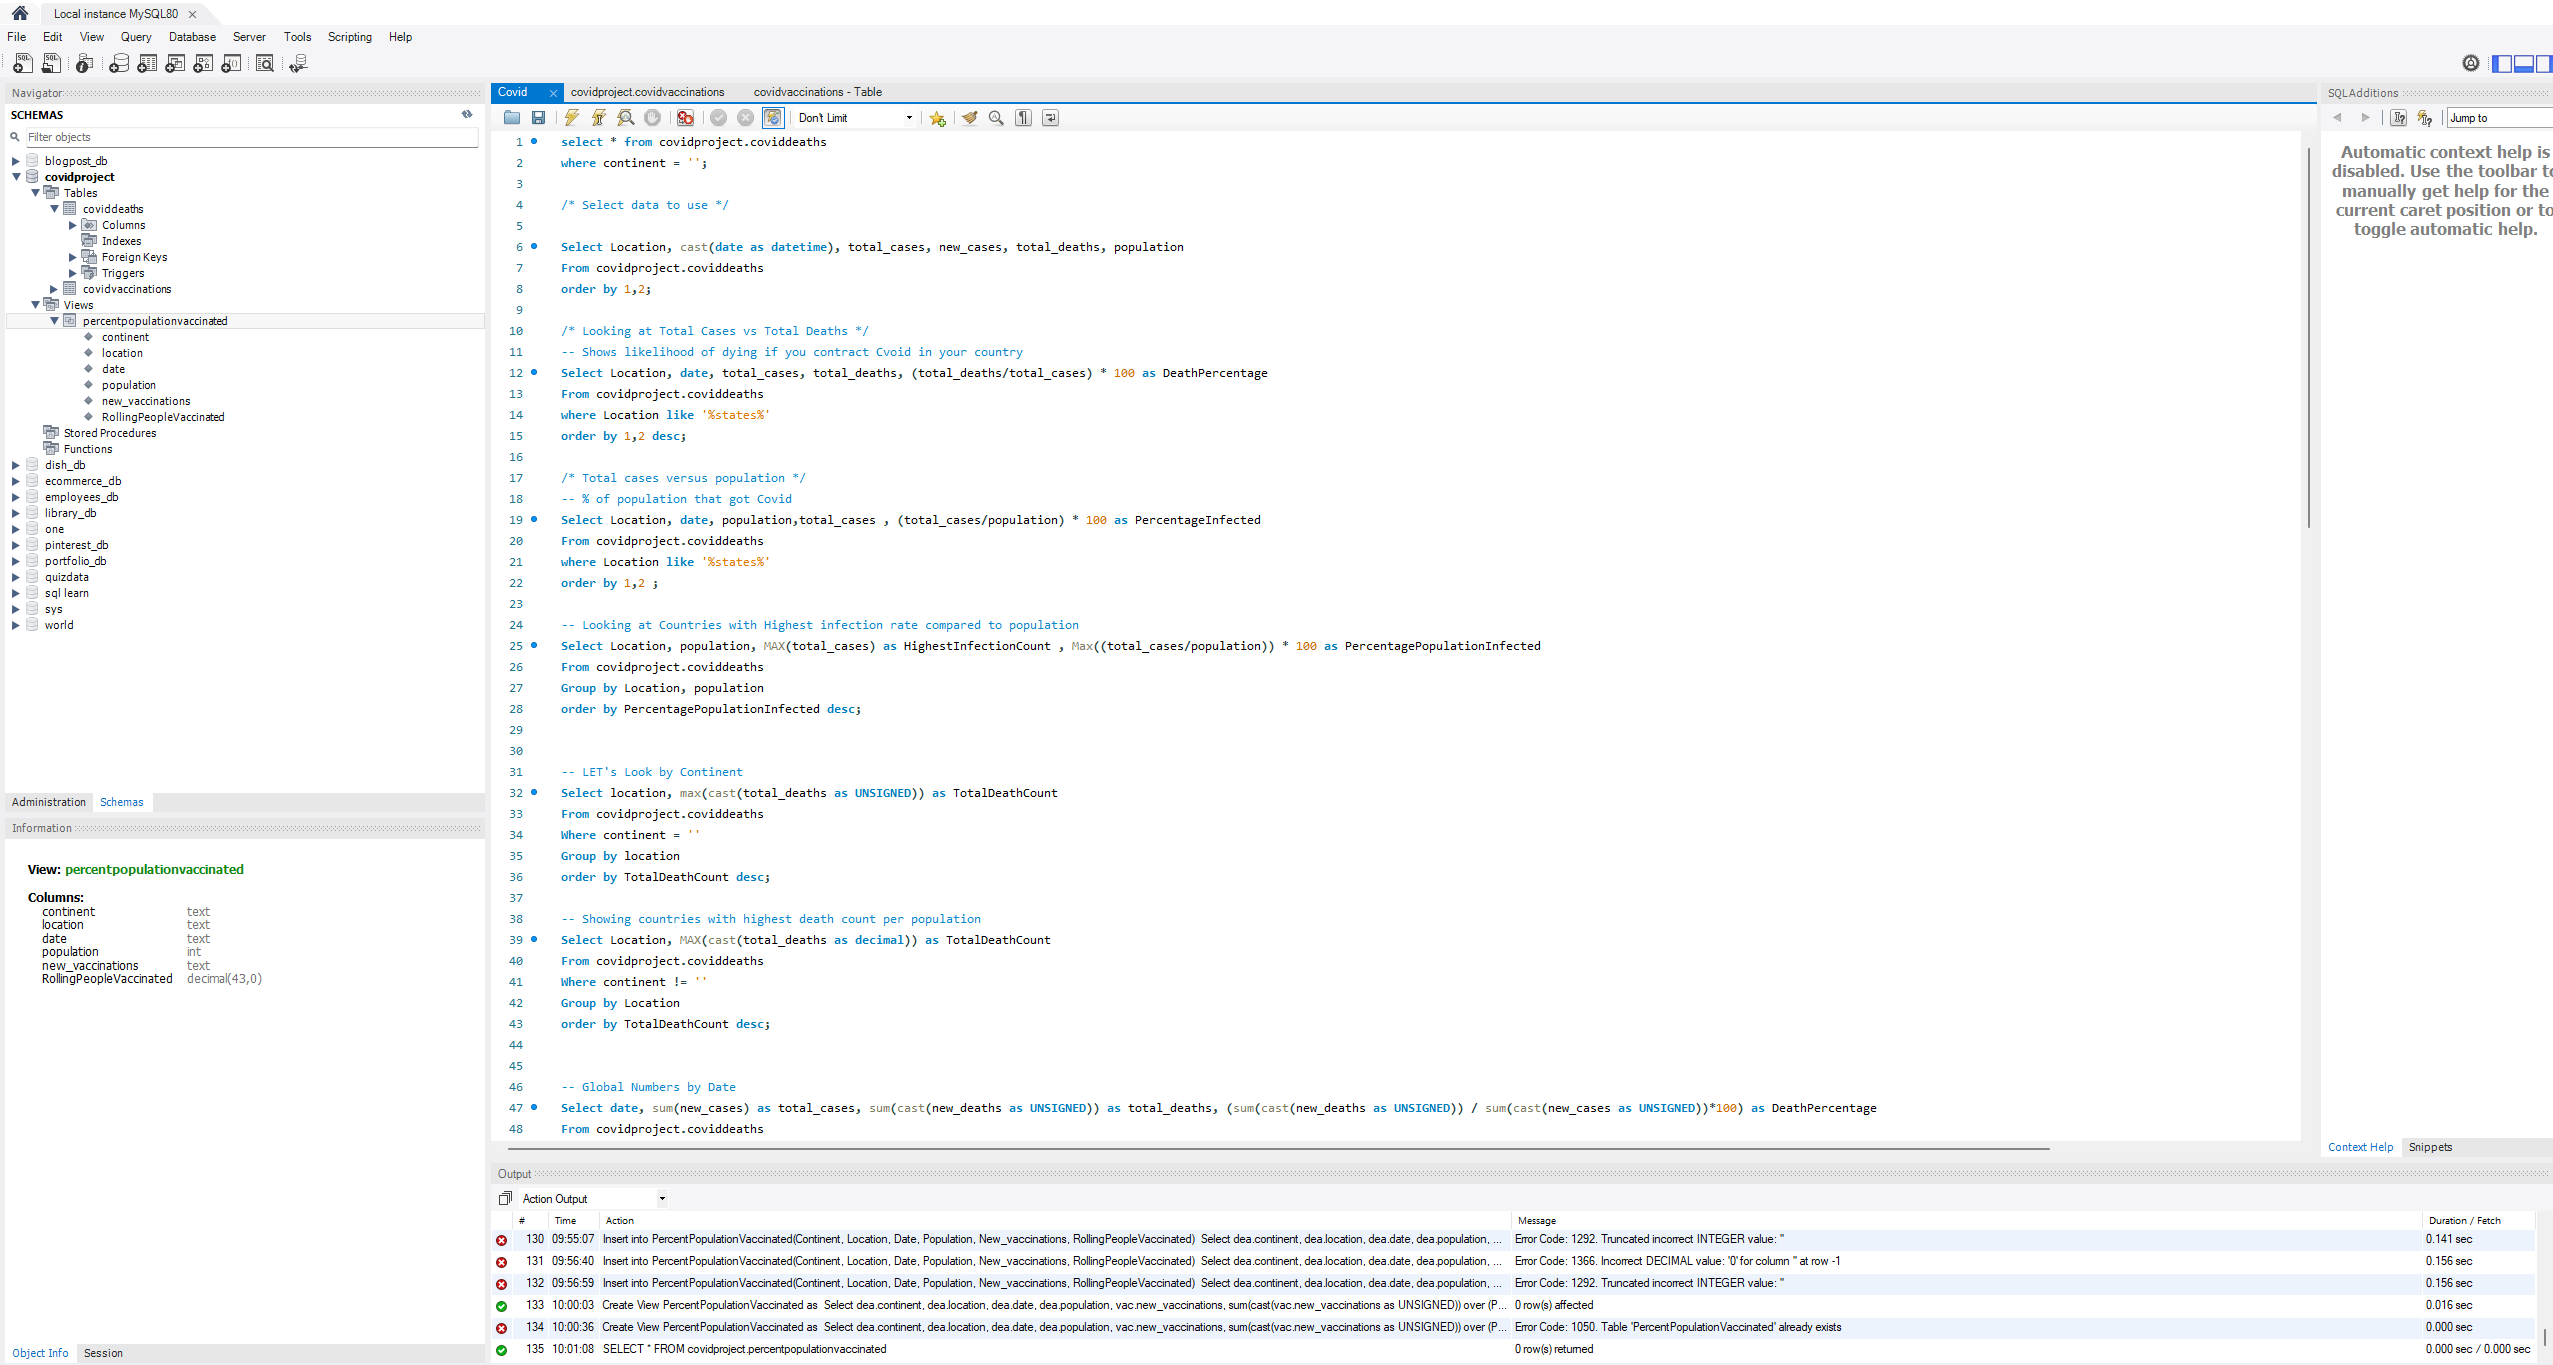 Local instance MySQL80
File Edit View Query Database Server Tools Scripting Help
Navigator
SCHEMAS
Filter objects
blogpost_db
covidproject
Tables
coviddeaths
Columns
Indexes
Foreign Keys
Triggers
covidvaccinations
Views
percentpopulationvaccinated
continent
location
date
population
new_vaccinations
RollingPeopleVaccinated
Stored Procedures
Functions
dish_db
ecommerce_db
employees_db
library_db
one
pinterest_db
portfolio_db
quizdata
sql learn
sys
world
Administration Schemas
Information
View: percentpopulationvaccinated
Columns:
continent text
location text
date text
population int
new_vaccinations text
RollingPeopleVaccinated decimal(43,0)
Object Info Session
Covid covidproject.covidvaccinations covidvaccinations - Table
Don't Limit
1 select * from covidproject.coviddeaths
2 where continent = '';
3
4 /* Select data to use */
5
6 Select Location, cast(date as datetime), total_cases, new_cases, total_deaths, population
7 From covidproject.coviddeaths
8 order by 1,2;
9
10 /* Looking at Total Cases vs Total Deaths */
11 -- Shows likelihood of dying if you contract Cvoid in your country
12 Select Location, date, total_cases, total_deaths, (total_deaths/total_cases) * 100 as DeathPercentage
13 From covidproject.coviddeaths
14 where Location like '%states%'
15 order by 1,2 desc;
16
17 /* Total cases versus population */
18 -- % of population that got Covid
19 Select Location, date, population,total_cases , (total_cases/population) * 100 as PercentageInfected
20 From covidproject.coviddeaths
21 where Location like '%states%'
22 order by 1,2 ;
23
24 -- Looking at Countries with Highest infection rate compared to population
25 Select Location, population, MAX(total_cases) as HighestInfectionCount , Max((total_cases/population)) * 100 as PercentagePopulationInfected
26 From covidproject.coviddeaths
27 Group by Location, population
28 order by PercentagePopulationInfected desc;
29
30
31 -- LET's Look by Continent
32 Select location, max(cast(total_deaths as UNSIGNED)) as TotalDeathCount
33 From covidproject.coviddeaths
34 Where continent = ''
35 Group by location
36 order by TotalDeathCount desc;
37
38 -- Showing countries with highest death count per population
39 Select Location, MAX(cast(total_deaths as decimal)) as TotalDeathCount
40 From covidproject.coviddeaths
41 Where continent != ''
42 Group by Location
43 order by TotalDeathCount desc;
44
45
46 -- Global Numbers by Date
47 Select date, sum(new_cases) as total_cases, sum(cast(new_deaths as UNSIGNED)) as total_deaths, (sum(cast(new_deaths as UNSIGNED)) / sum(cast(new_cases as UNSIGNED))*100) as DeathPercentage
48 From covidproject.coviddeaths
SQLAdditions
Jump to
Automatic context help is
disabled. Use the toolbar to
manually get help for the
current caret position or to
toggle automatic help.
Context Help Snippets
Output
Action Output
# Time Action Message Duration / Fetch
130 09:55:07 Insert into PercentPopulationVaccinated(Continent, Location, Date, Population, New_vaccinations, RollingPeopleVaccinated) Select dea.continent, dea.location, dea.date, dea.population, ... Error Code: 1292. Truncated incorrect INTEGER value: '' 0.141 sec
131 09:56:40 Insert into PercentPopulationVaccinated(Continent, Location, Date, Population, New_vaccinations, RollingPeopleVaccinated) Select dea.continent, dea.location, dea.date, dea.population, ... Error Code: 1366. Incorrect DECIMAL value: '0' for column '' at row -1 0.156 sec
132 09:56:59 Insert into PercentPopulationVaccinated(Continent, Location, Date, Population, New_vaccinations, RollingPeopleVaccinated) Select dea.continent, dea.location, dea.date, dea.population, ... Error Code: 1292. Truncated incorrect INTEGER value: '' 0.156 sec
133 10:00:03 Create View PercentPopulationVaccinated as Select dea.continent, dea.location, dea.date, dea.population, vac.new_vaccinations, sum(cast(vac.new_vaccinations as UNSIGNED)) over (P... 0 row(s) affected 0.016 sec
134 10:00:36 Create View PercentPopulationVaccinated as Select dea.continent, dea.location, dea.date, dea.population, vac.new_vaccinations, sum(cast(vac.new_vaccinations as UNSIGNED)) over (P... Error Code: 1050. Table 'PercentPopulationVaccinated' already exists 0.000 sec
135 10:01:08 SELECT * FROM covidproject.percentpopulationvaccinated 0 row(s) returned 0.000 sec / 0.000 sec